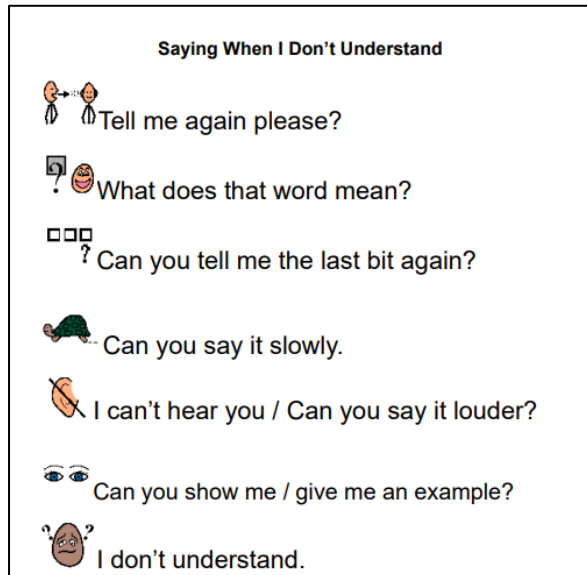 Saying When I Don't Understand
Tell me again please?
? What does that word mean?
Can you tell me the last bit again?
?
Can you say it slowly.
I can't hear you / Can you say it louder?
Can you show me / give me an example?
? ?
I don't understand.